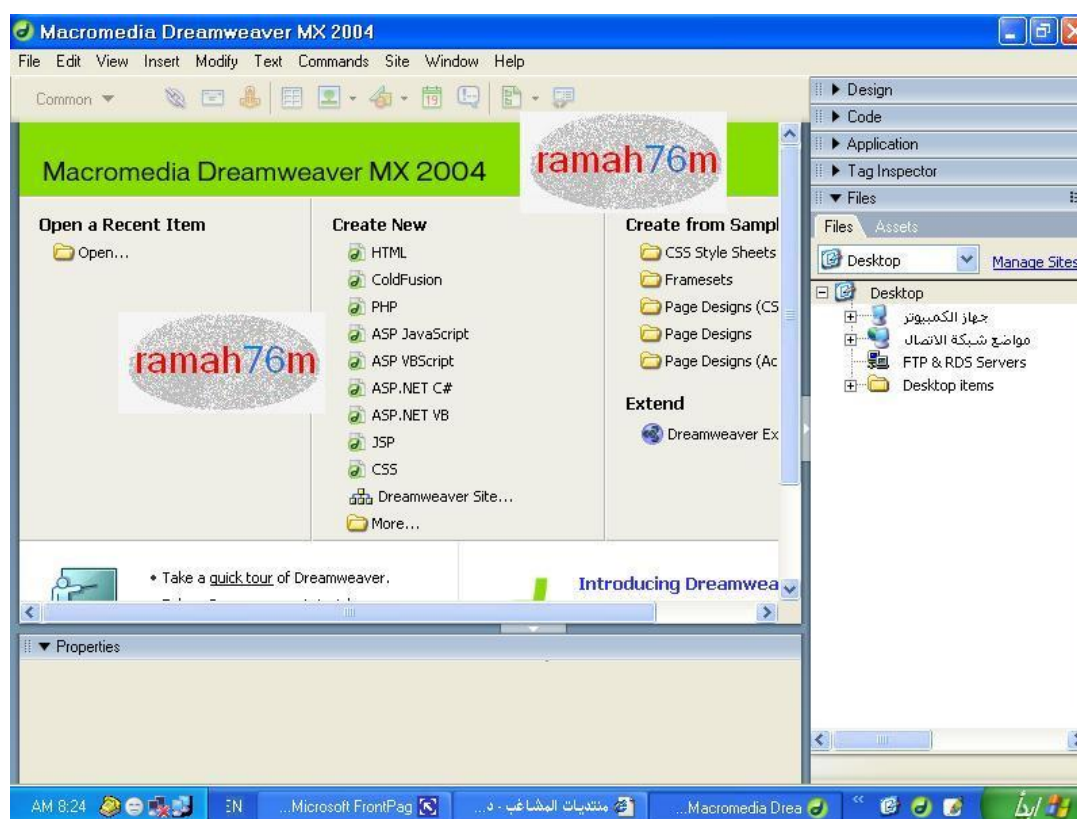 Macromedia Dreamweaver MX 2004
File Edit View Insert Modify Text Commands Site Window Help
Common
19
Macromedia Dreamweaver MX 2004
ramah76m
Open a Recent Item
Open...
ramah76m
Create New
HTML
ColdFusion
PHP
ASP JavaScript
ASP VBScript
ASP.NET C#
ASP.NET VB
JSP
CSS
Dreamweaver Site...
More...
Create from Sampl
CSS Style Sheets
Framesets
Page Designs (CS
Page Designs
Page Designs (Ac
Extend
Dreamweaver Ex
• Take a quick tour of Dreamweaver.
Introducing Dreamwea
Properties
Design
Code
Application
Tag Inspector
Files
Files Assets
Desktop Manage Sites
Desktop
جهاز الكمبيوتر
مواضع شبكة الاتصال
FTP & RDS Servers
Desktop items
AM 8:24 EN ...Microsoft FrontPag منتديات المشاغب - د... ...Macromedia Drea « ابدأ